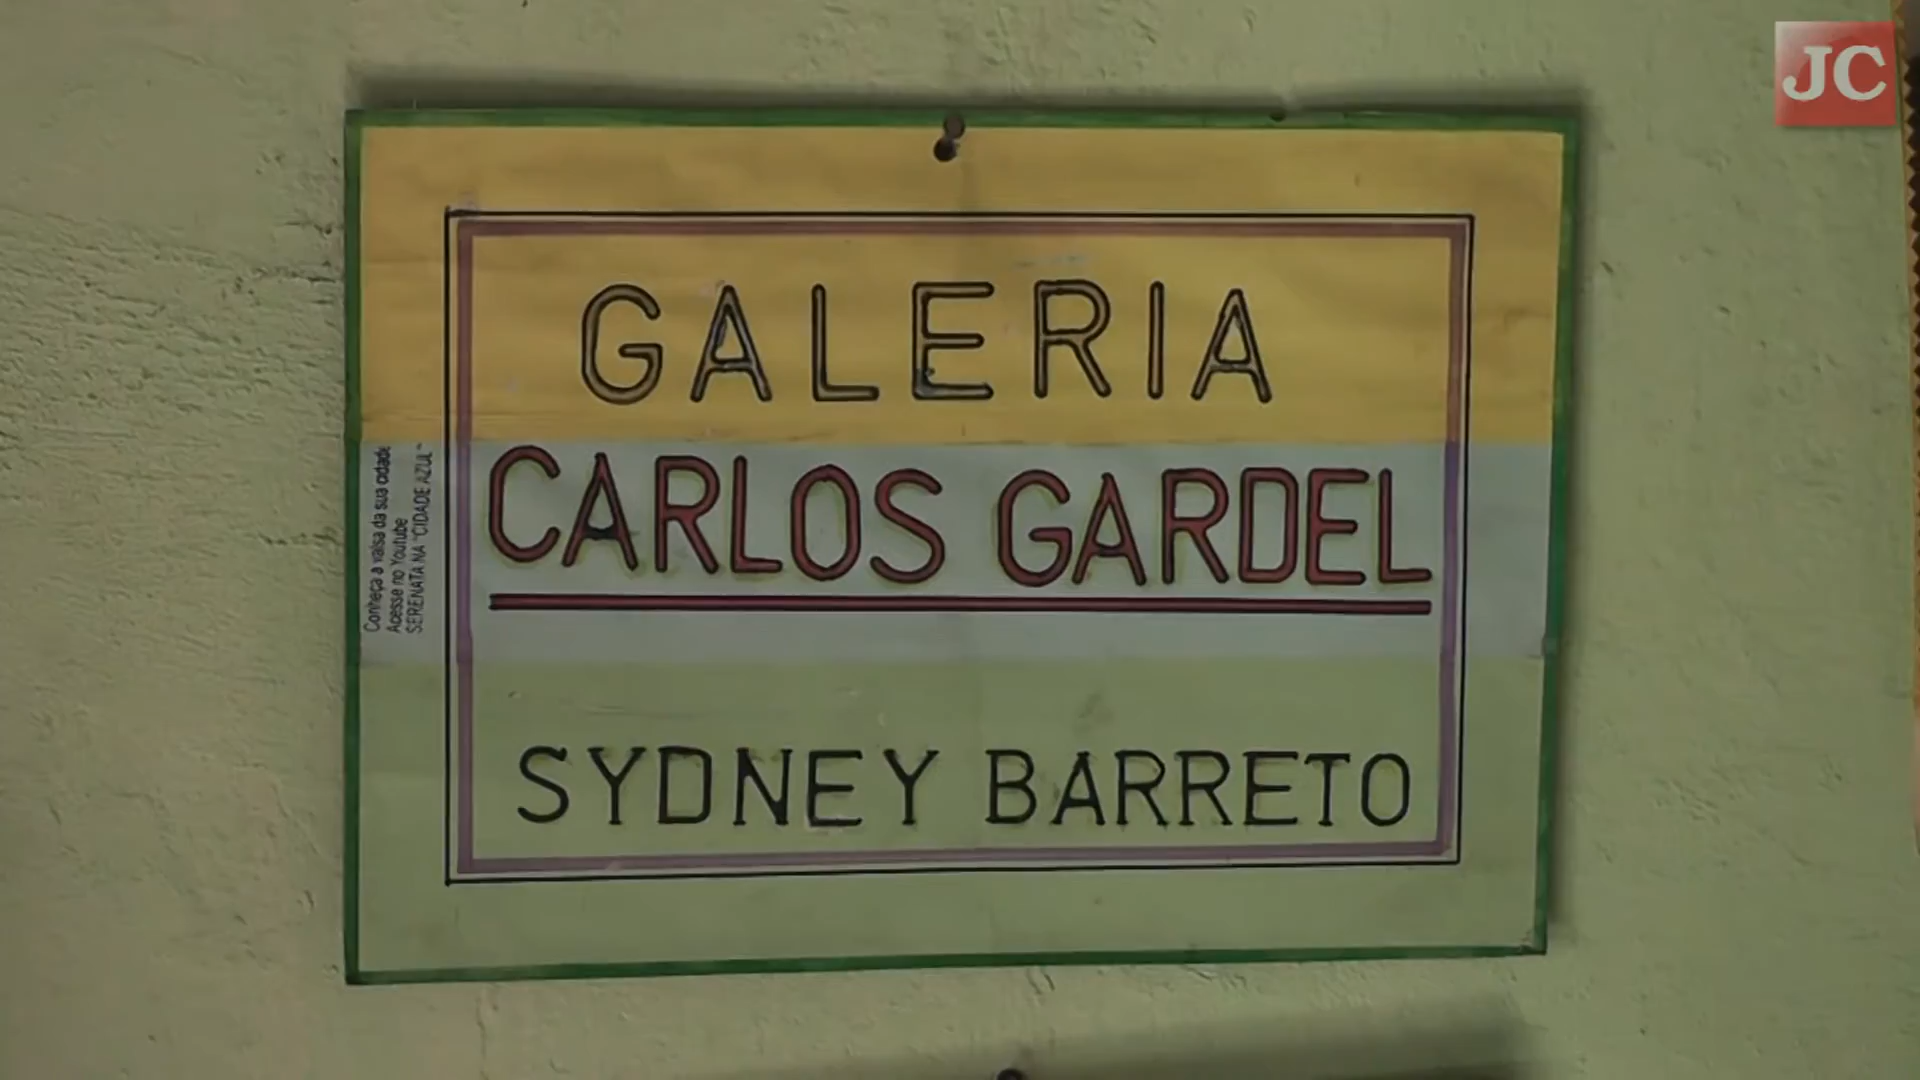 JC
GALERIA
CARLOS GARDEL
SYDNEY BARRETO
Conheça a valsa da sua cidade
Acesse no Youtube
SERENATA NA "CIDADE AZUL"